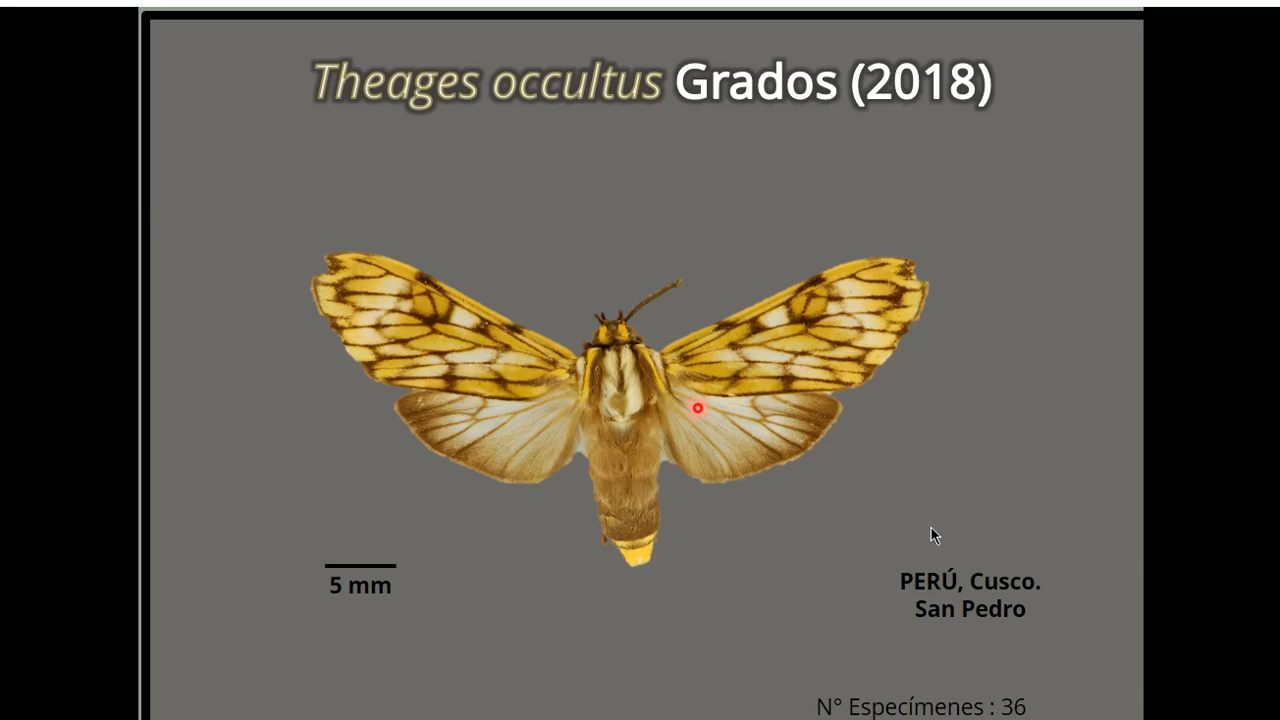 Theages occultus Grados (2018)
5 mm
PERÚ, Cusco.
San Pedro
N° Especímenes : 36